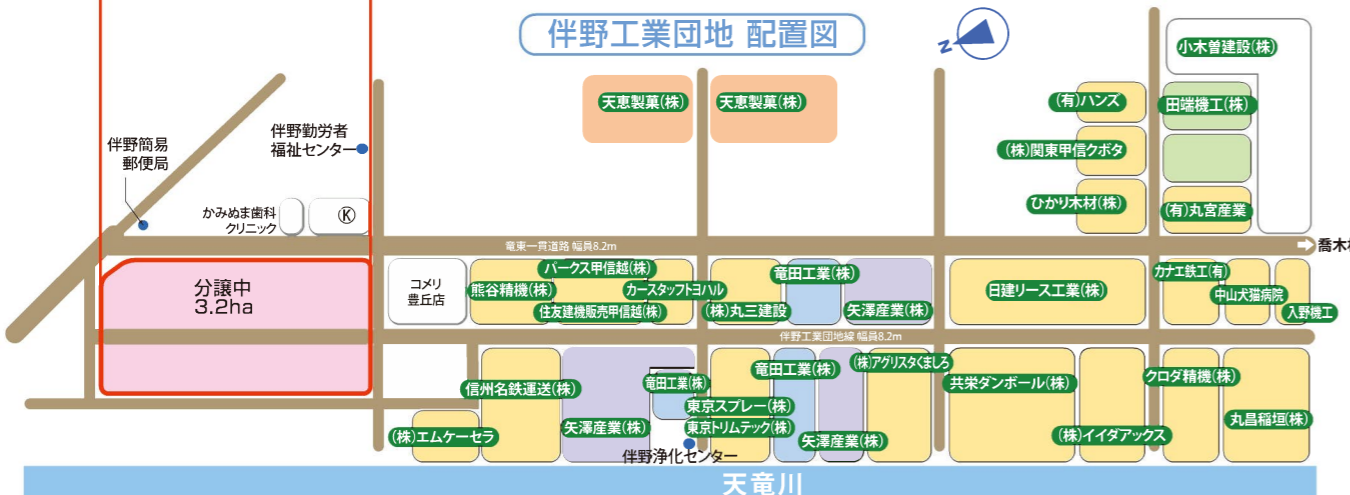 伴野工業団地 配置図
N
小木曽建設(株)
天恵製菓(株)
天恵製菓(株)
(有)ハンズ
田端機工(株)
伴野勤労者
福祉センター
伴野簡易
郵便局
(株)関東甲信クボタ
かみぬま歯科
クリニック
K
ひかり木材(株)
(有)丸宮産業
竜東一貫道路 幅員8.2m
喬木村
分譲中
3.2ha
コメリ
豊丘店
熊谷精機(株)
パークス甲信越(株)
住友建機販売甲信越(株)
カースタッフトヨハル
(株)丸三建設
竜田工業(株)
矢澤産業(株)
日建リース工業(株)
カナエ鉄工(有)
中山犬猫病院
入野機工
伴野工業団地線 幅員8.2m
信州名鉄運送(株)
竜田工業(株)
竜田工業(株)
(株)アグリスタくましろ
共栄ダンボール(株)
クロダ精機(株)
東京スプレー(株)
東京トリムテック(株)
(株)エムケーセラ
矢澤産業(株)
矢澤産業(株)
(株)イイダアックス
丸昌稲垣(株)
伴野浄化センター
天竜川